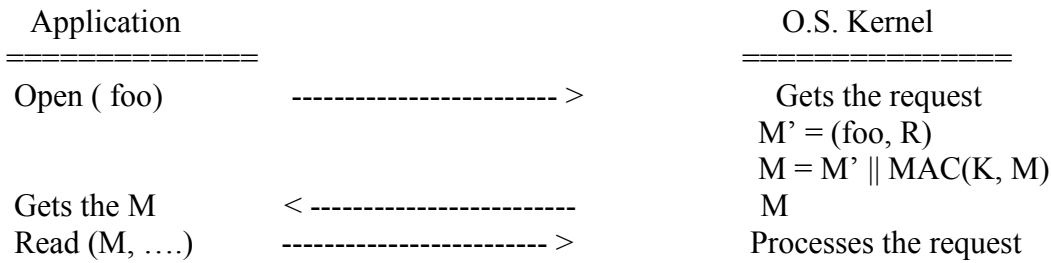 Application O.S. Kernel
============== ===============
Open ( foo) ------------------------- > Gets the request
M’ = (foo, R)
M = M’ || MAC(K, M)
Gets the M < ------------------------- M
Read (M, ….) ------------------------- > Processes the request